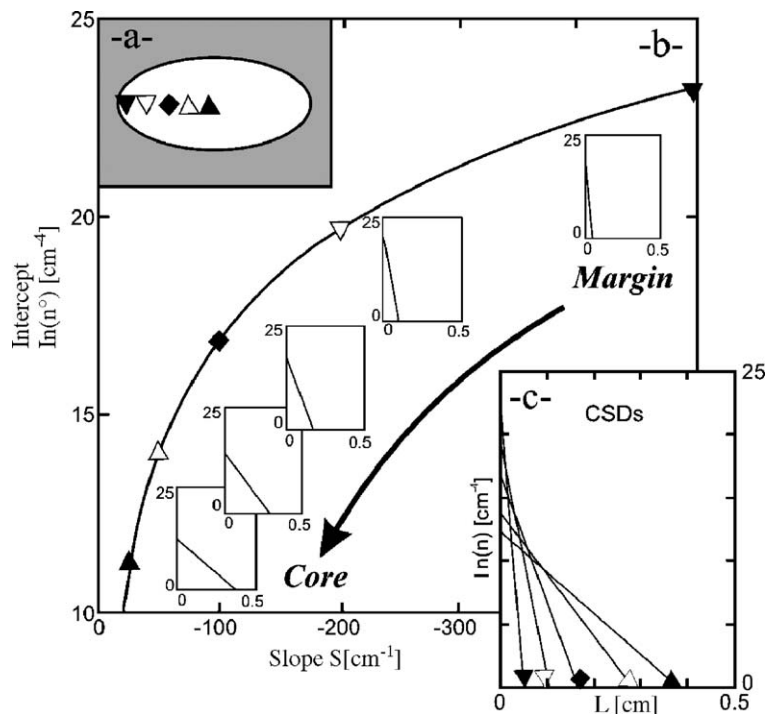 25
-a-
-b-
20
Intercept
ln(n°) [cm⁻⁴]
15
10
0
-100
-200
-300
Slope S[cm⁻¹]
25
0
0
0.5
Margin
25
0
0
0.5
25
0
0
0.5
25
0
0
0.5
25
0
0
0.5
Core
-c-
CSDs
25
ln(n) [cm⁻⁴]
0
0
L [cm]
0.5